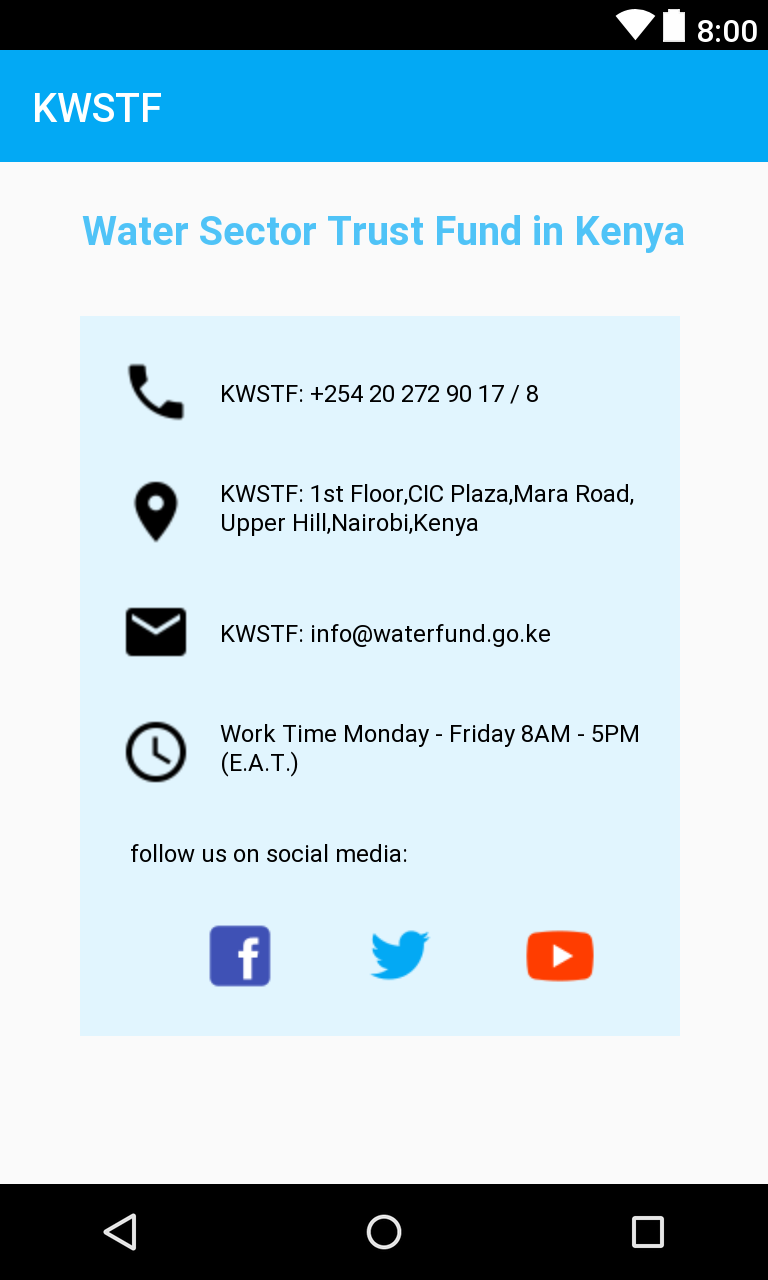 8:00
KWSTF
Water Sector Trust Fund in Kenya
KWSTF: +254 20 272 90 17 / 8
KWSTF: 1st Floor,CIC Plaza,Mara Road,
Upper Hill,Nairobi,Kenya
KWSTF: info@waterfund.go.ke
Work Time Monday - Friday 8AM - 5PM
(E.A.T.)
follow us on social media: